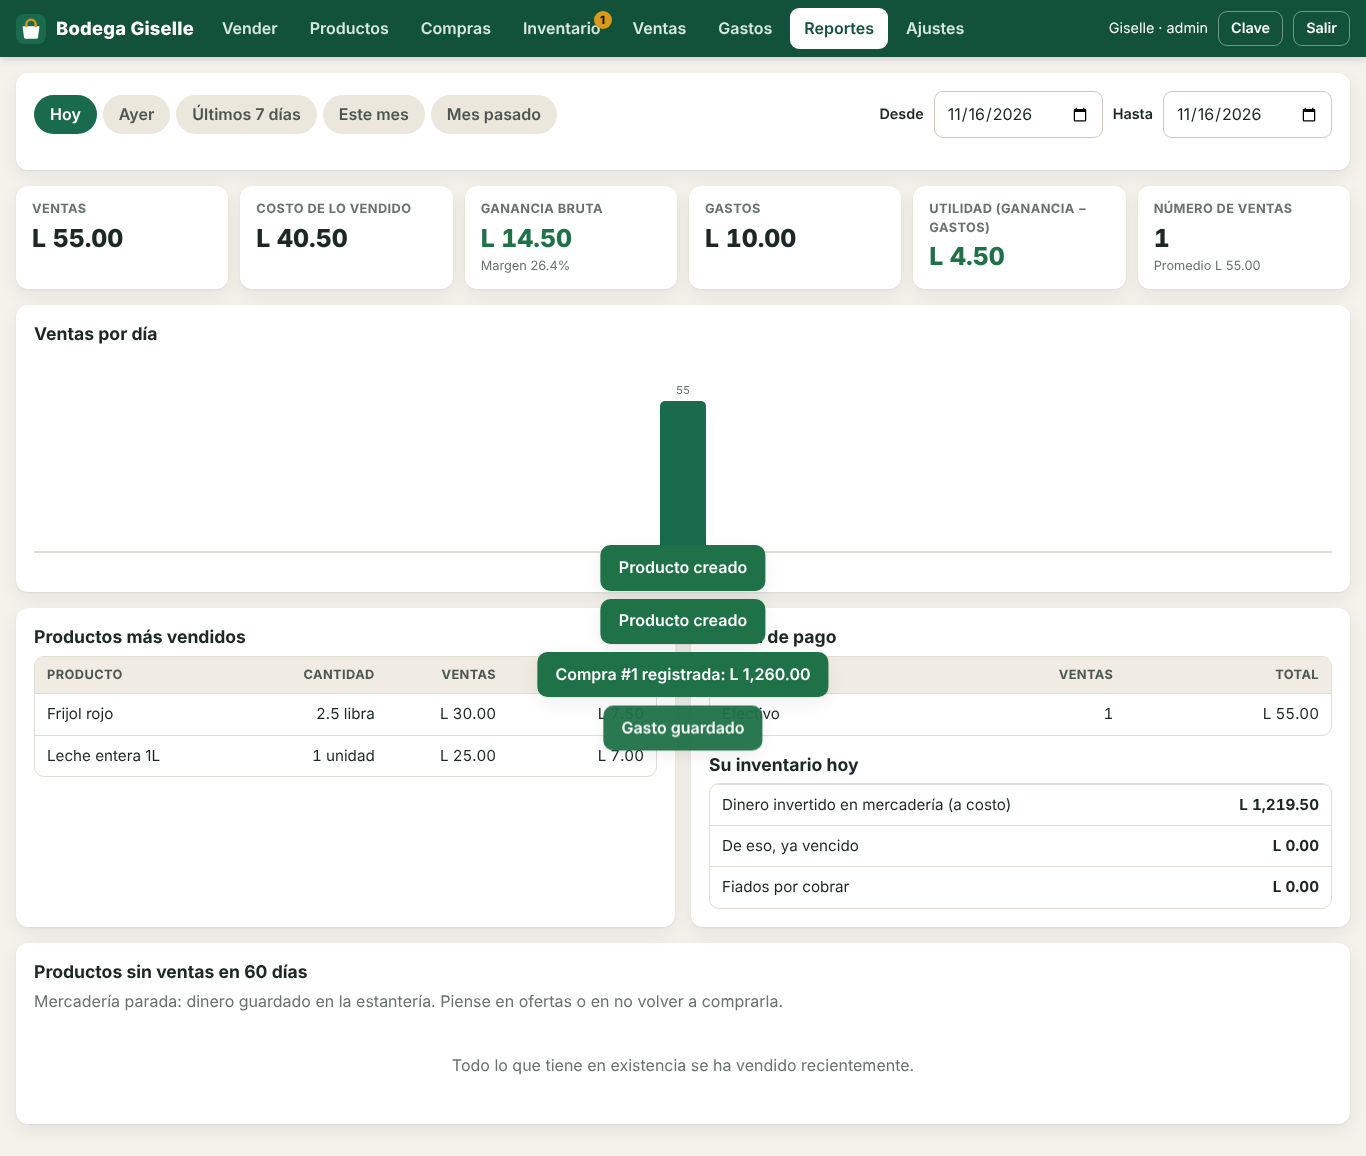 Bodega Giselle
Vender
Productos
Compras
Inventario
1
Ventas
Gastos
Reportes
Ajustes
Giselle · admin
Clave
Salir
Hoy
Ayer
Últimos 7 días
Este mes
Mes pasado
Desde
11/16/2026
Hasta
11/16/2026
VENTAS
L 55.00
COSTO DE LO VENDIDO
L 40.50
GANANCIA BRUTA
L 14.50
Margen 26.4%
GASTOS
L 10.00
UTILIDAD (GANANCIA –
GASTOS)
L 4.50
NÚMERO DE VENTAS
1
Promedio L 55.00
Ventas por día
55
Producto creado
Producto creado
Compra #1 registrada: L 1,260.00
Gasto guardado
Productos más vendidos
PRODUCTO CANTIDAD VENTAS
Frijol rojo 2.5 libra L 30.00 L 7.50
Leche entera 1L 1 unidad L 25.00 L 7.00
de pago
VENTAS TOTAL
Efectivo 1 L 55.00
Su inventario hoy
Dinero invertido en mercadería (a costo) L 1,219.50
De eso, ya vencido L 0.00
Fiados por cobrar L 0.00
Productos sin ventas en 60 días
Mercadería parada: dinero guardado en la estantería. Piense en ofertas o en no volver a comprarla.
Todo lo que tiene en existencia se ha vendido recientemente.